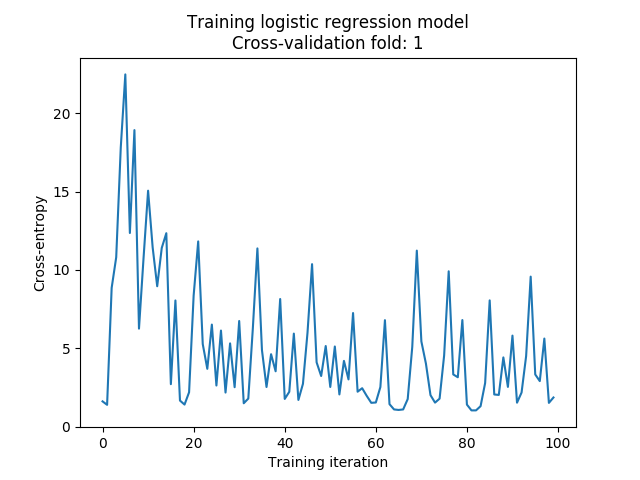 Training logistic regression model
Cross-validation fold: 1
20
15
10
5
0
Cross-entropy
0 20 40 60 80 100
Training iteration